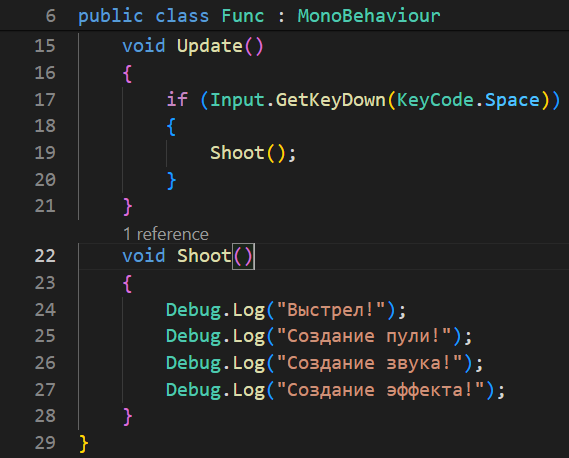 6 public class Func : MonoBehaviour
15 void Update()
16 {
17 if (Input.GetKeyDown(KeyCode.Space))
18 {
19 Shoot();
20 }
21 }
1 reference
22 void Shoot()
23 {
24 Debug.Log("Выстрел!");
25 Debug.Log("Создание пули!");
26 Debug.Log("Создание звука!");
27 Debug.Log("Создание эффекта!");
28 }
29 }